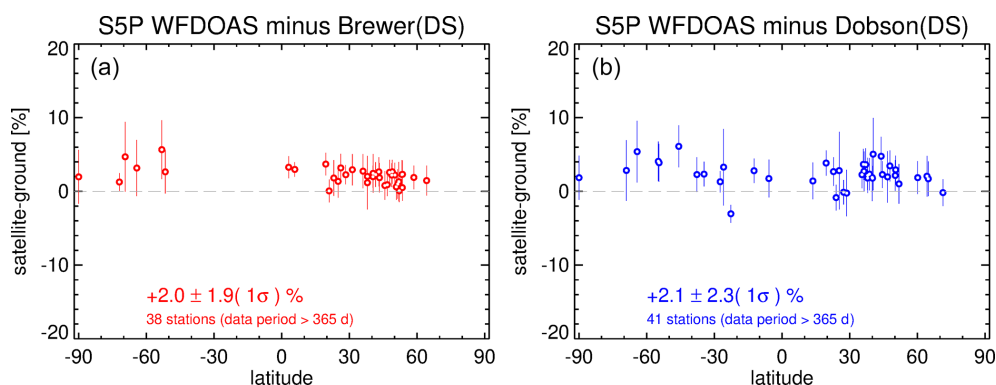 S5P WFDOAS minus Brewer(DS)
(a)
satellite-ground [%]
20
10
0
-10
-20
+2.0 ± 1.9( 1σ ) %
38 stations (data period > 365 d)
-90 -60 -30 0 30 60 90
latitude
S5P WFDOAS minus Dobson(DS)
(b)
satellite-ground [%]
20
10
0
-10
-20
+2.1 ± 2.3( 1σ ) %
41 stations (data period > 365 d)
-90 -60 -30 0 30 60 90
latitude